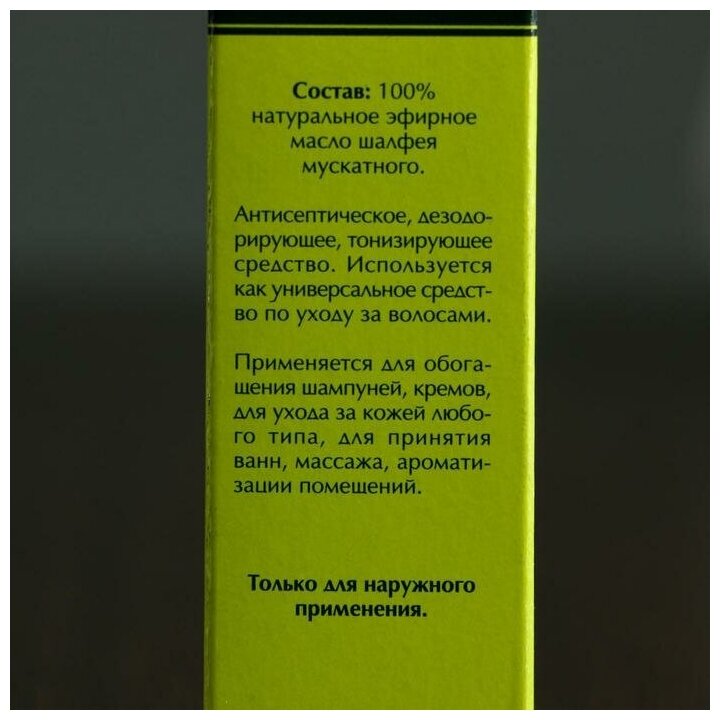 Состав: 100%
натуральное эфирное
масло шалфея
мускатного.
Антисептическое, дезодо-
рирующее, тонизирующее
средство. Используется
как универсальное средст-
во по уходу за волосами.
Применяется для обога-
щения шампуней, кремов,
для ухода за кожей любо-
го типа, для принятия
ванн, массажа, аромати-
зации помещений.
Только для наружного
применения.